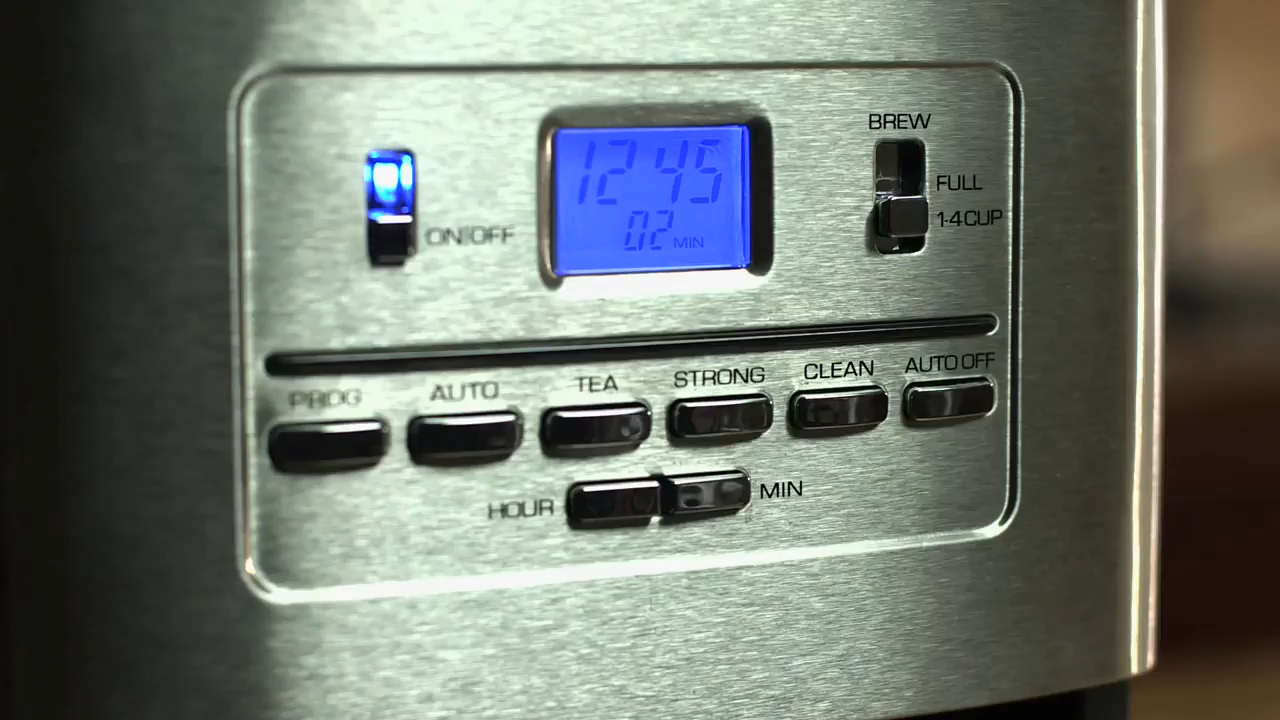 BREW
12 45
FULL
ON/OFF
02 MIN
1-4 CUP
PROG
AUTO
TEA
STRONG
CLEAN
AUTO OFF
HOUR
MIN